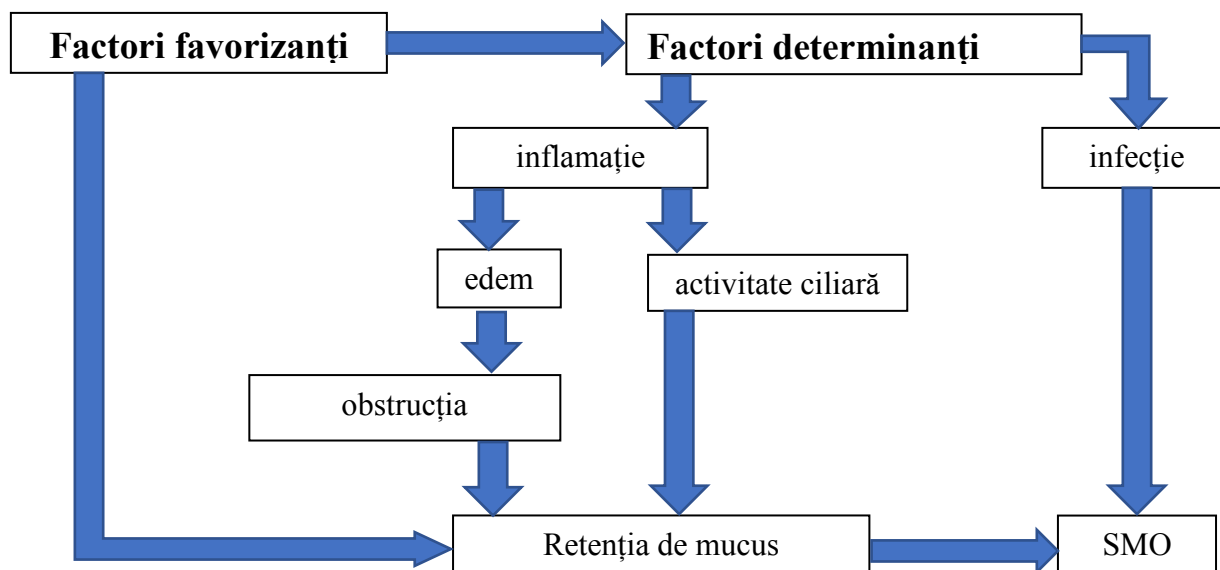 Factori favorizanți
Factori determinanți
inflamație
infecție
edem
activitate ciliară
obstrucția
Retenția de mucus
SMO